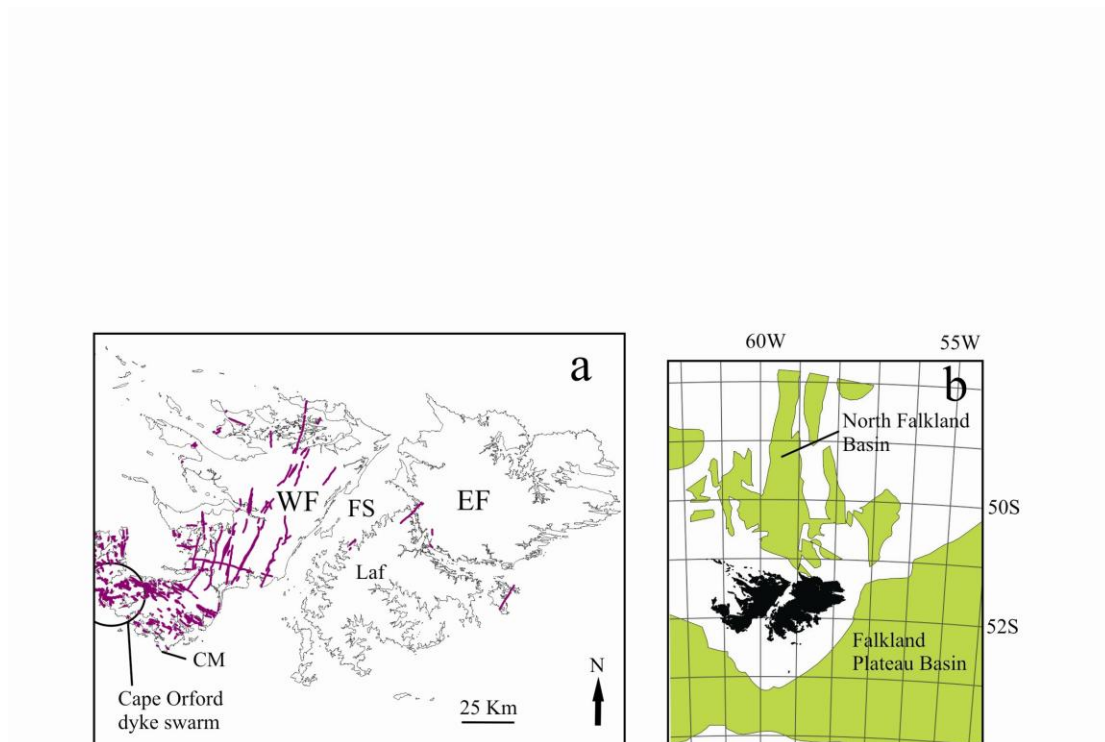 a
WF
FS
EF
Laf
CM
Cape Orford
dyke swarm
25 Km
N
60W
55W
b
North Falkland
Basin
50S
52S
Falkland
Plateau Basin